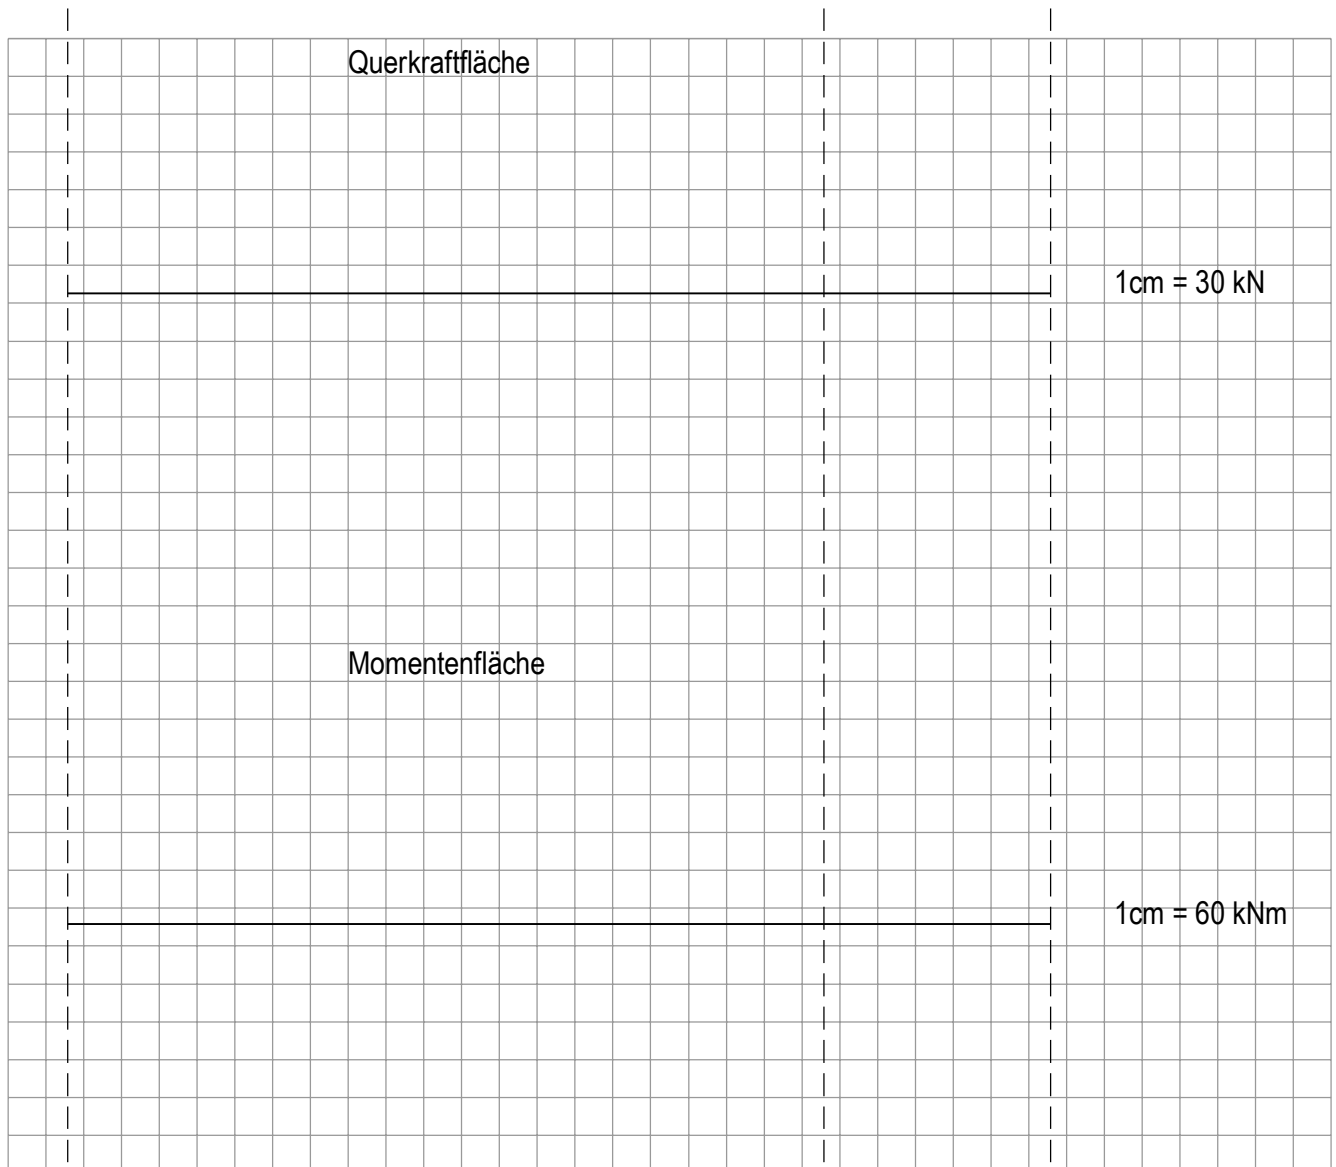 Querkraftfläche
1cm = 30 kN
Momentenfläche
1cm = 60 kNm